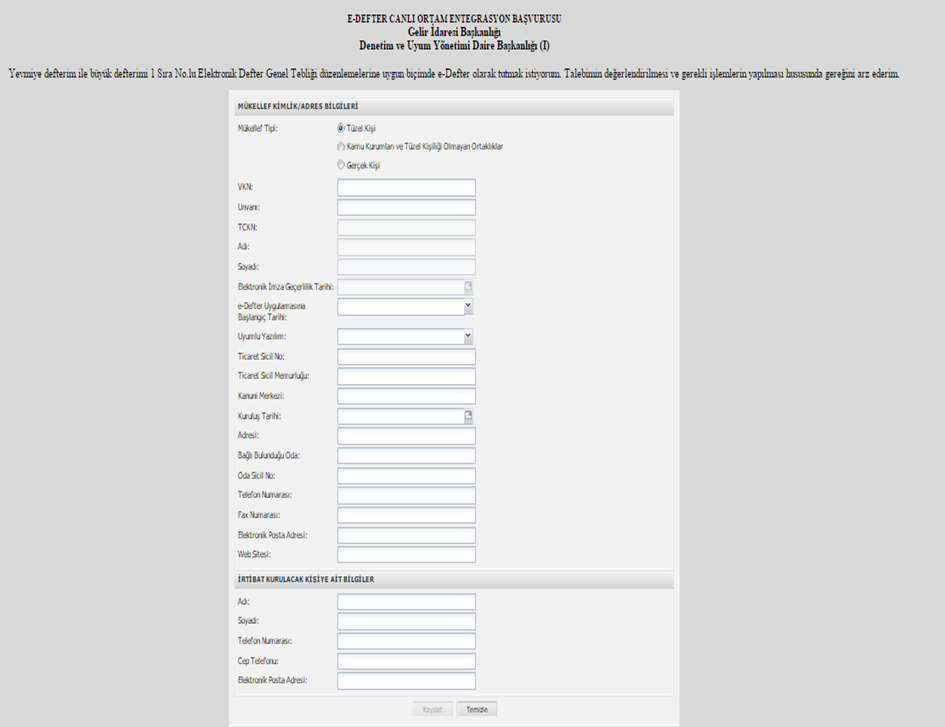 E-DEFTER CANLI ORTAM ENTEGRASYON BAŞVURUSU
Gelir İdaresi Başkanlığı
Denetim ve Uyum Yönetimi Daire Başkanlığı (I)
Yevmiye defterim ile büyük defterimi 1 Sıra No.lu Elektronik Defter Genel Tebliği düzenlemelerine uygun biçimde e-Defter olarak tutmak istiyorum. Talebimin değerlendirilmesi ve gerekli işlemlerin yapılması hususunda gereğini arz ederim.
MÜKELLEF KİMLİK/ADRES BİLGİLERİ
Mükellef Tipi: Tüzel Kişi
Kamu Kurumları ve Tüzel Kişiliği Olmayan Ortaklıklar
Gerçek Kişi
VKN:
Unvanı:
TCKN:
Adı:
Soyadı:
Elektronik İmza Geçerlilik Tarihi:
e-Defter Uygulamasına
Başlangıç Tarihi:
Uyumlu Yazılım:
Ticaret Sicil No:
Ticaret Sicil Memurluğu:
Kanuni Merkezi:
Kuruluş Tarihi:
Adresi:
Bağlı Bulunduğu Oda:
Oda Sicil No:
Telefon Numarası:
Fax Numarası:
Elektronik Posta Adresi:
Web Sitesi:
İRTİBAT KURULACAK KİŞİYE AİT BİLGİLER
Adı:
Soyadı:
Telefon Numarası:
Cep Telefonu:
Elektronik Posta Adresi:
Kaydet Temizle